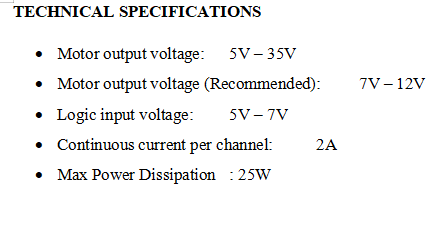 TECHNICAL SPECIFICATIONS
• Motor output voltage: 5V – 35V
• Motor output voltage (Recommended): 7V – 12V
• Logic input voltage: 5V – 7V
• Continuous current per channel: 2A
• Max Power Dissipation : 25W